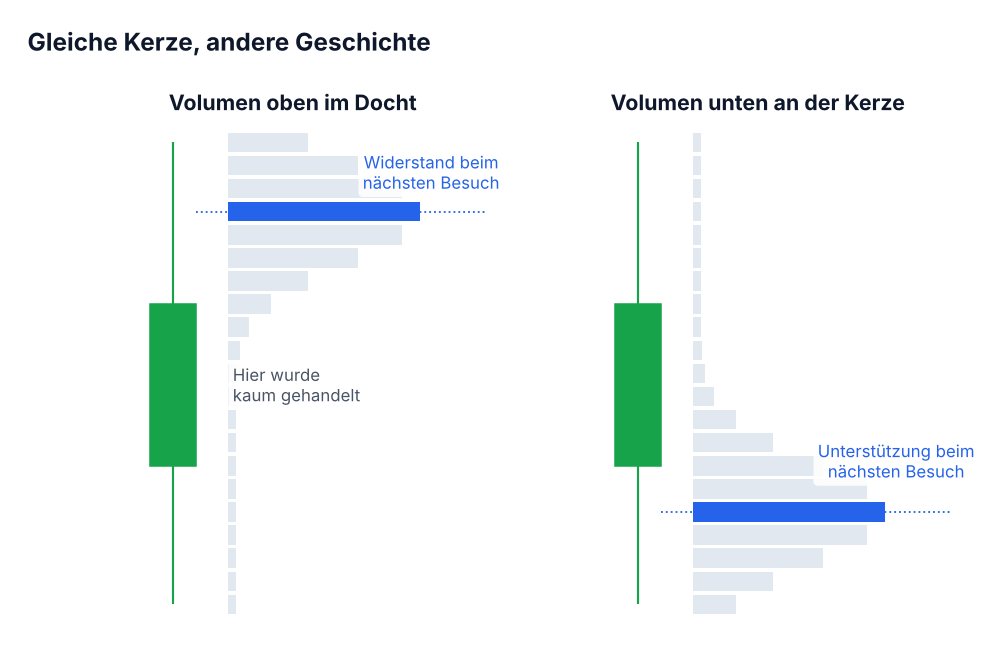 Gleiche Kerze, andere Geschichte
Volumen oben im Docht
Widerstand beim
nächsten Besuch
Hier wurde
kaum gehandelt
Volumen unten an der Kerze
Unterstützung beim
nächsten Besuch